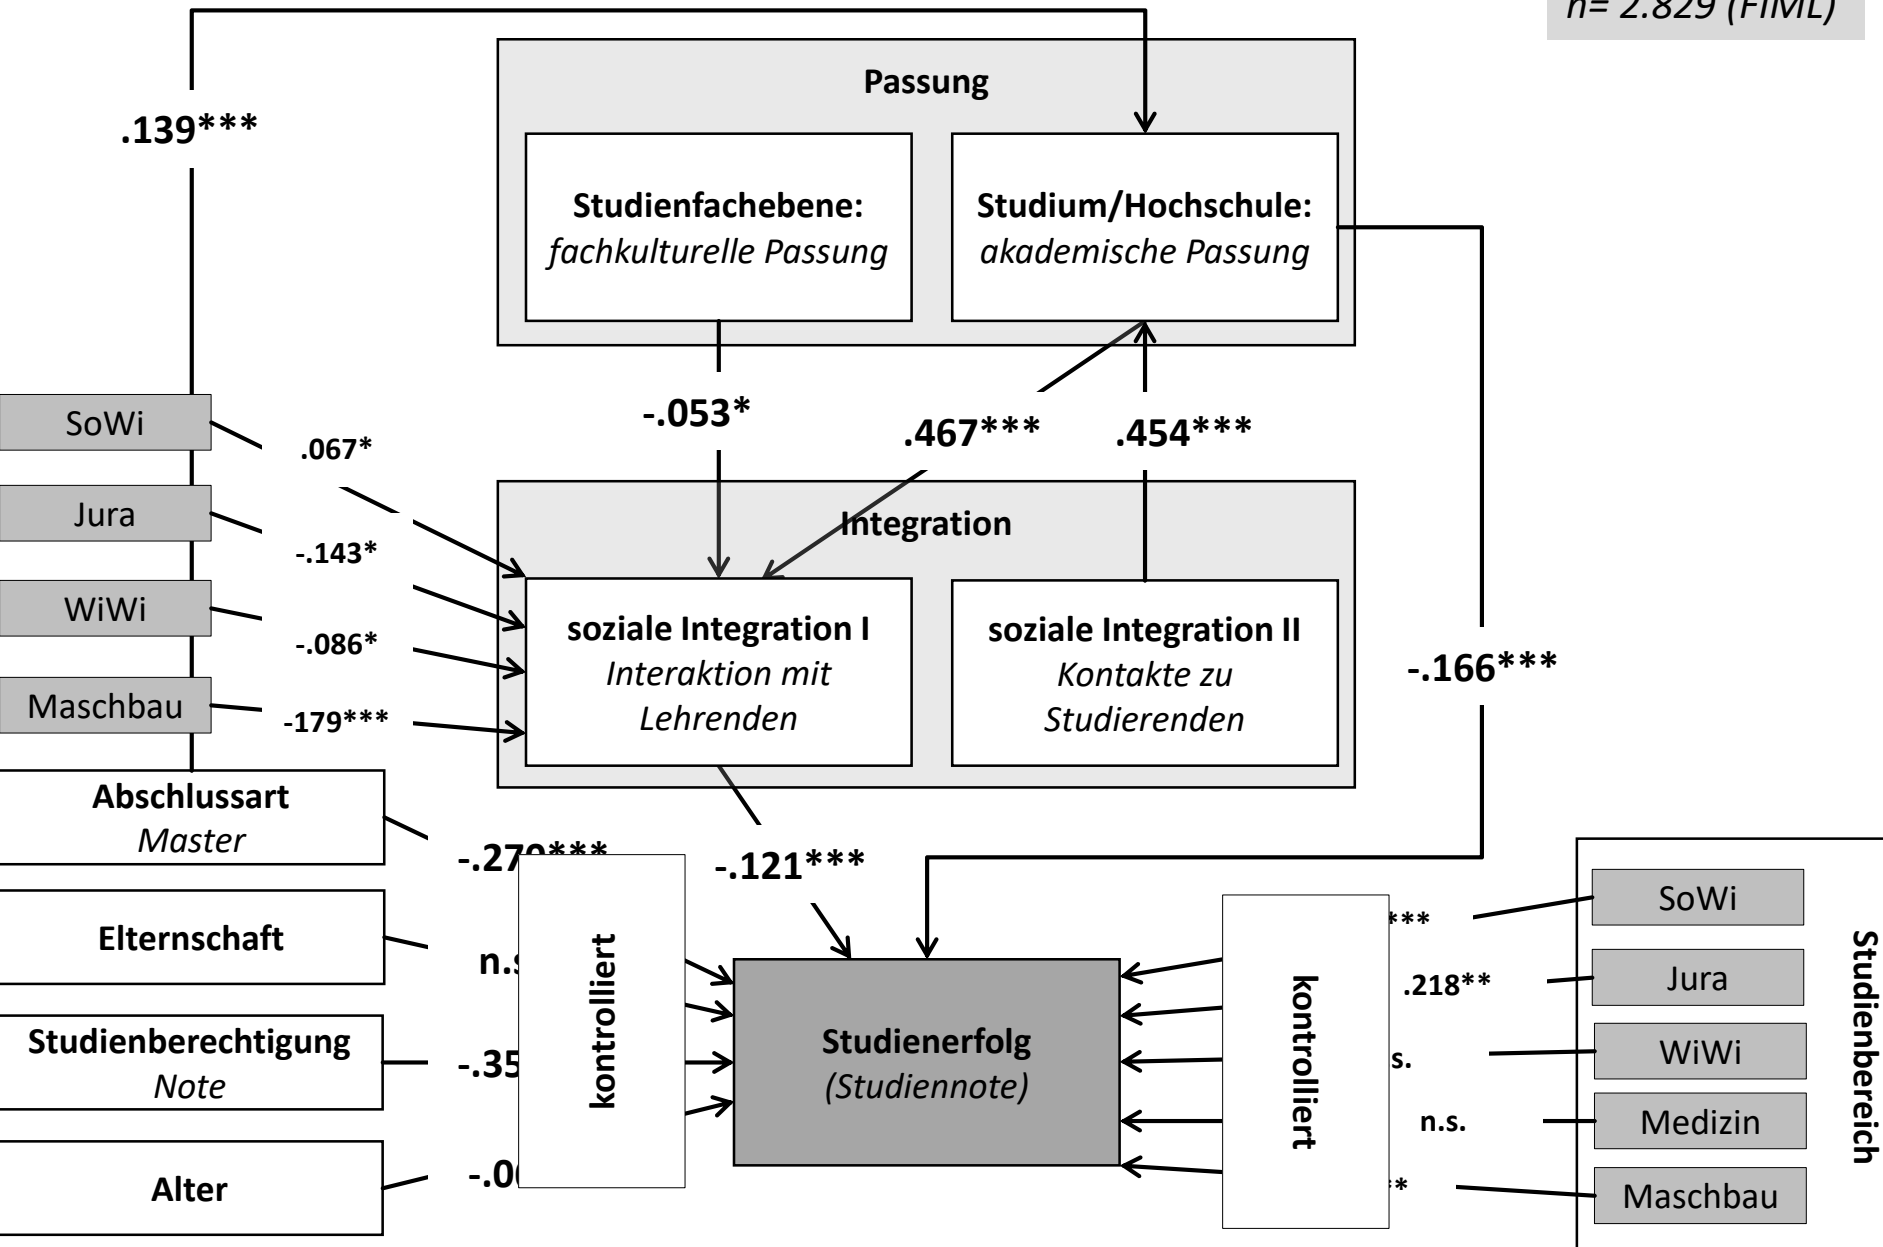 n= 2.829 (FIML)
Passung
.139***
Studienfachebene:
fachkulturelle Passung
Studium/Hochschule:
akademische Passung
-.053*
.467***
.454***
SoWi
.067*
Jura
-.143*
WiWi
-.086*
Maschbau
-179***
Integration
soziale Integration I
Interaktion mit
Lehrenden
soziale Integration II
Kontakte zu
Studierenden
-.166***
Abschlussart
Master
-.121***
Elternschaft
Studienberechtigung
Note
Alter
kontrolliert
Studienerfolg
(Studiennote)
kontrolliert
***
.218**
n.s.
SoWi
Jura
WiWi
Medizin
Maschbau
Studienbereich